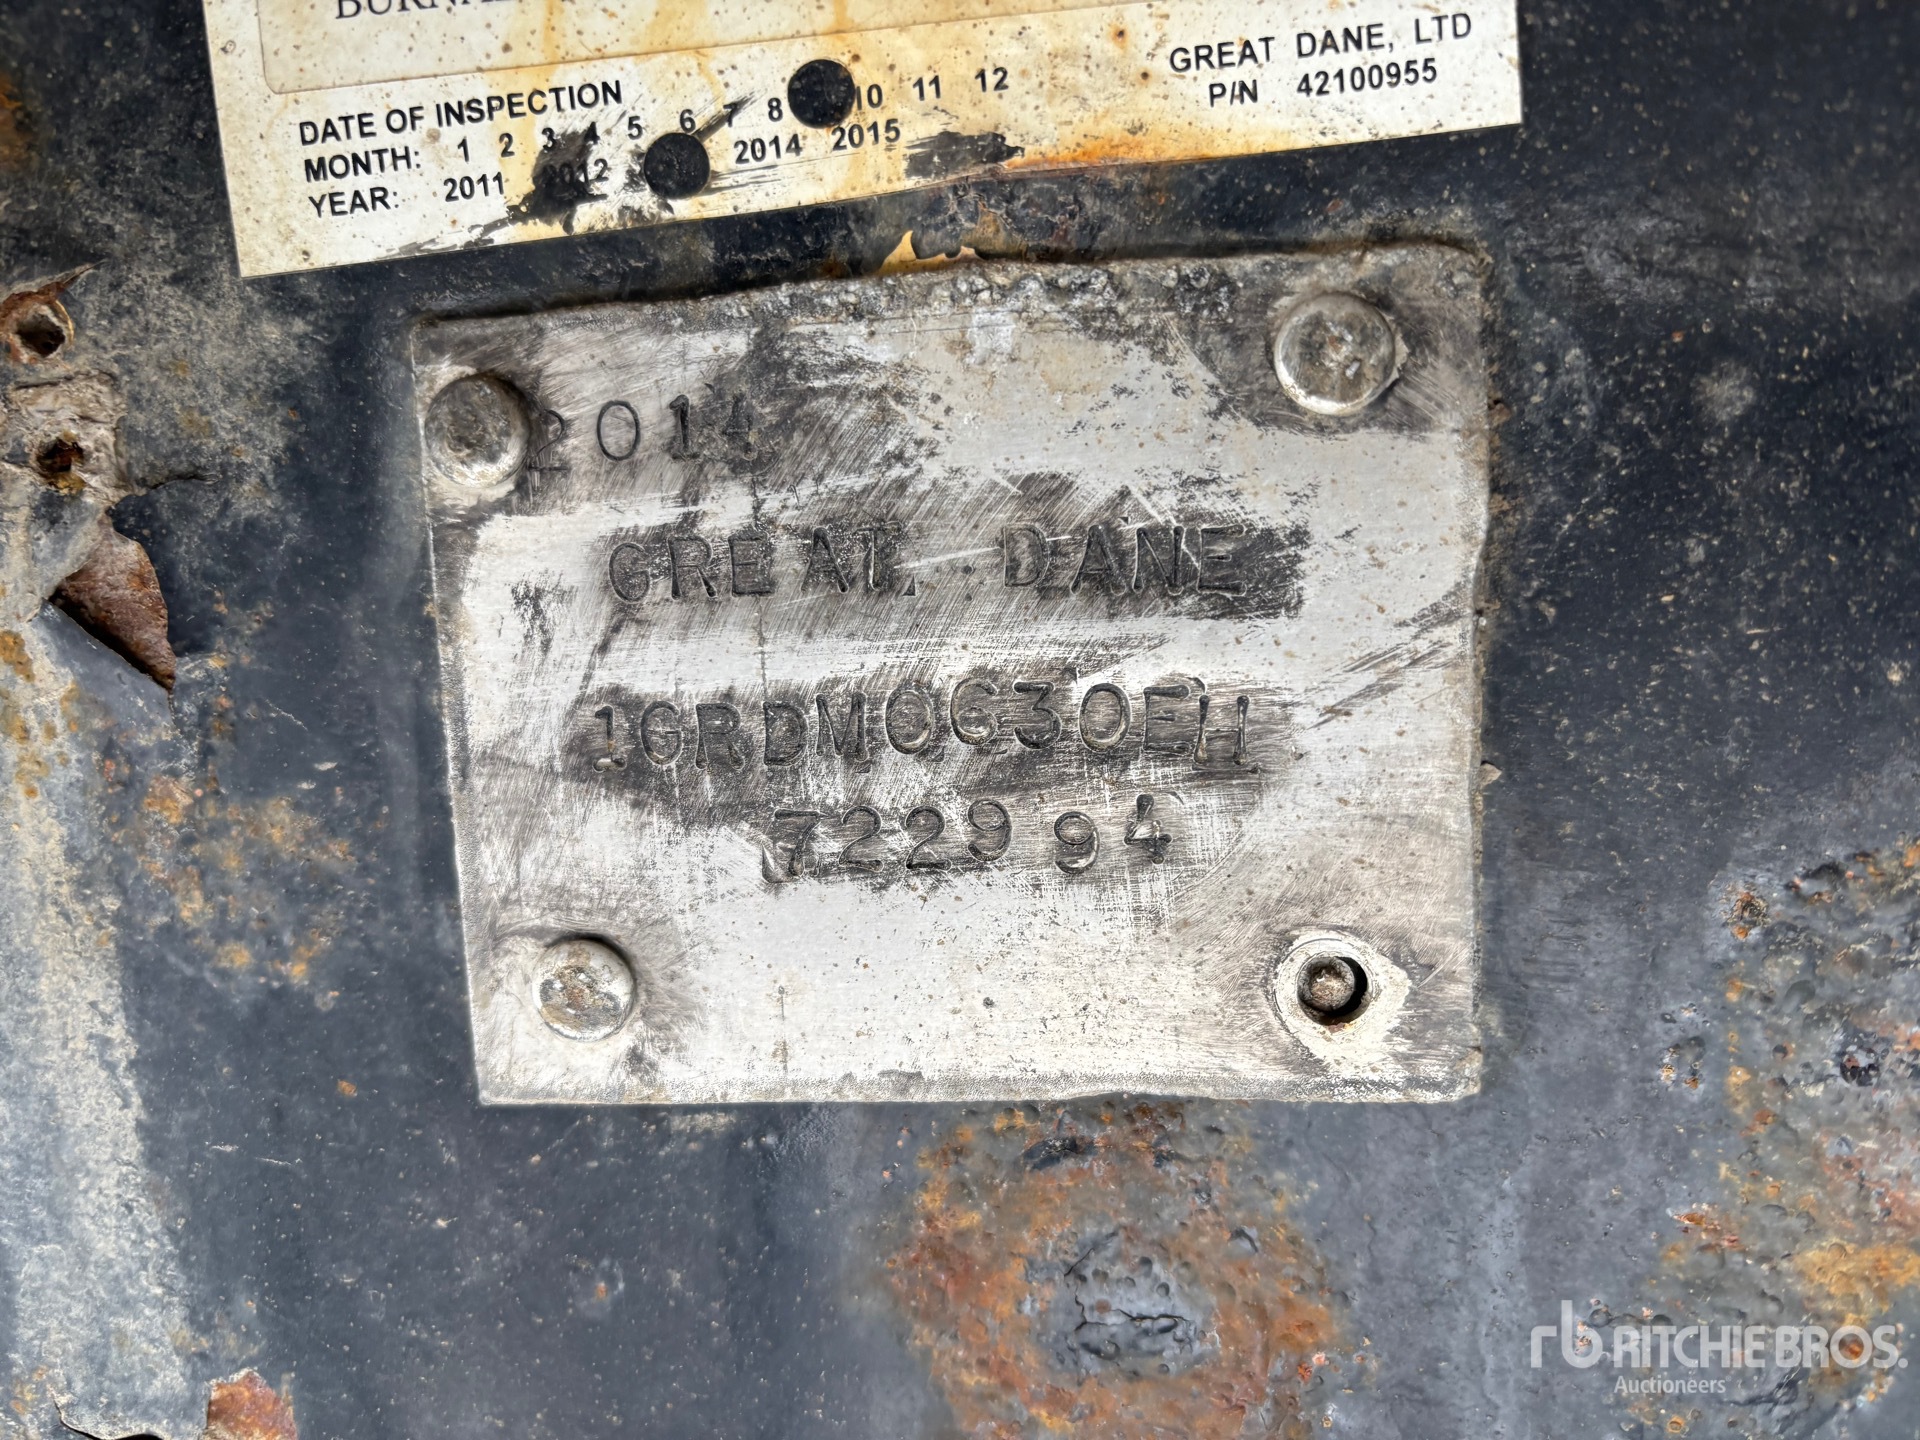 DATE OF INSPECTION
MONTH: 1 2 3 4 5 6 7 8 10 11 12
YEAR: 2011 2012 2014 2015
GREAT DANE, LTD
P/N 42100955
2014
GREAT DANE
1GRDM0630EH
722994
rb RITCHIE BROS.
Auctioneers